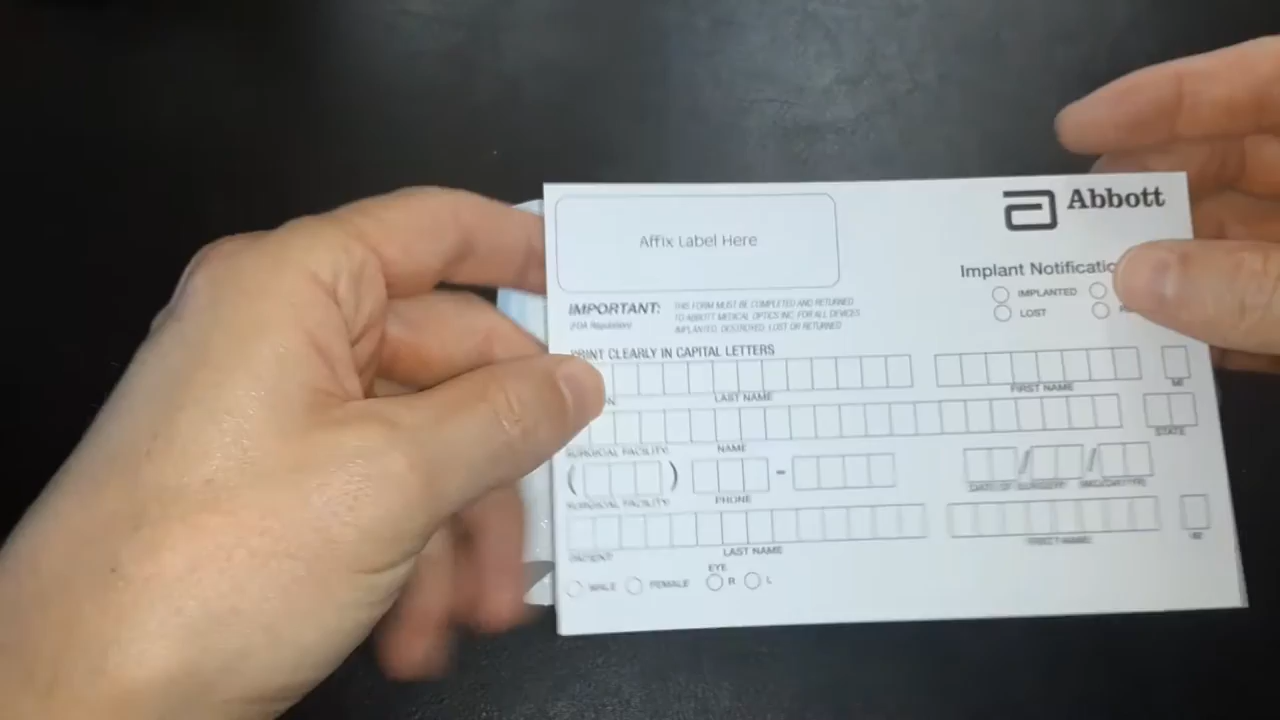 Abbott
Affix Label Here
Implant Notificatio
IMPORTANT: THIS FORM MUST BE COMPLETED AND RETURNED
(FDA Regulation) TO ABBOTT MEDICAL OPTICS INC. FOR ALL DEVICES
IMPLANTED, DESTROYED, LOST OR RETURNED
IMPLANTED
LOST
PRINT CLEARLY IN CAPITAL LETTERS
LAST NAME FIRST NAME MI
SURGICAL FACILITY NAME STATE
( ) - / /
SURGICAL FACILITY PHONE DATE OF SURGERY (MO/DAY/YR)
PATIENT LAST NAME FIRST NAME
EYE
MALE FEMALE R L